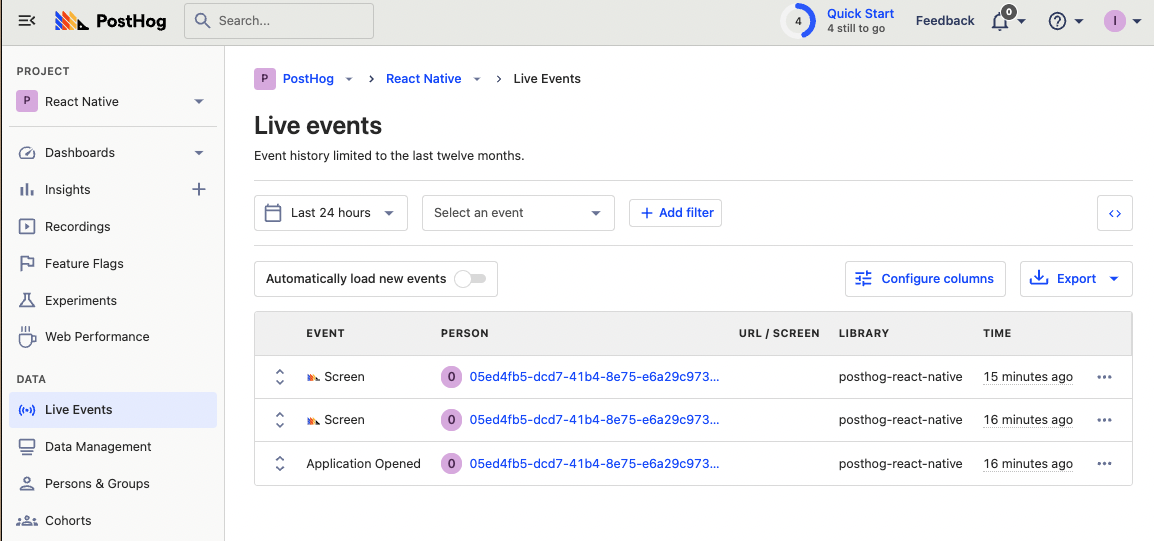 PostHog
Search...
4
Quick Start
4 still to go
Feedback
0
I
PROJECT
P
React Native
Dashboards
Insights
Recordings
Feature Flags
Experiments
Web Performance
DATA
Live Events
Data Management
Persons & Groups
Cohorts
P PostHog React Native Live Events
Live events
Event history limited to the last twelve months.
Last 24 hours Select an event + Add filter
Automatically load new events Configure columns Export
EVENT PERSON URL / SCREEN LIBRARY TIME
Screen 0 05ed4fb5-dcd7-41b4-8e75-e6a29c973... posthog-react-native 15 minutes ago
Screen 0 05ed4fb5-dcd7-41b4-8e75-e6a29c973... posthog-react-native 16 minutes ago
Application Opened 0 05ed4fb5-dcd7-41b4-8e75-e6a29c973... posthog-react-native 16 minutes ago